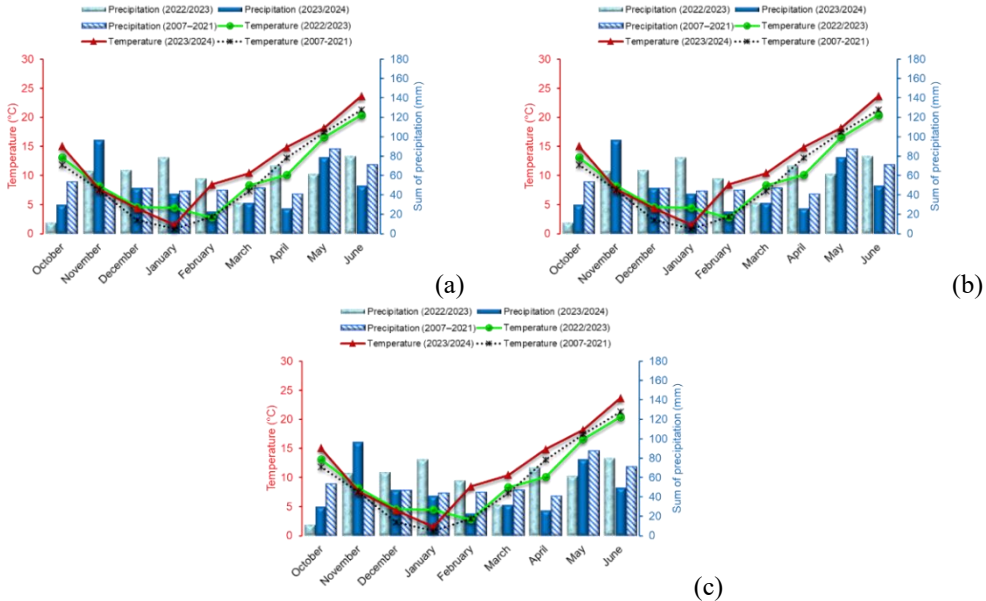 Precipitation (2022/2023) Precipitation (2023/2024)
Precipitation (2007–2021) Temperature (2022/2023)
Temperature (2023/2024) Temperature (2007-2021)
30 180
160
25 140
20 120
100
15 80
10 60
40
5 20
0 0
Temperature (°C)
Sum of precipitation (mm)
October November December January February March April May June
(a)
Precipitation (2022/2023) Precipitation (2023/2024)
Precipitation (2007–2021) Temperature (2022/2023)
Temperature (2023/2024) Temperature (2007-2021)
30 180
160
25 140
20 120
100
15 80
10 60
40
5 20
0 0
Temperature (°C)
Sum of precipitation (mm)
October November December January February March April May June
(b)
Precipitation (2022/2023) Precipitation (2023/2024)
Precipitation (2007–2021) Temperature (2022/2023)
Temperature (2023/2024) Temperature (2007-2021)
30 180
160
25 140
20 120
100
15 80
10 60
40
5 20
0 0
Temperature (°C)
Sum of precipitation (mm)
October November December January February March April May June
(c)